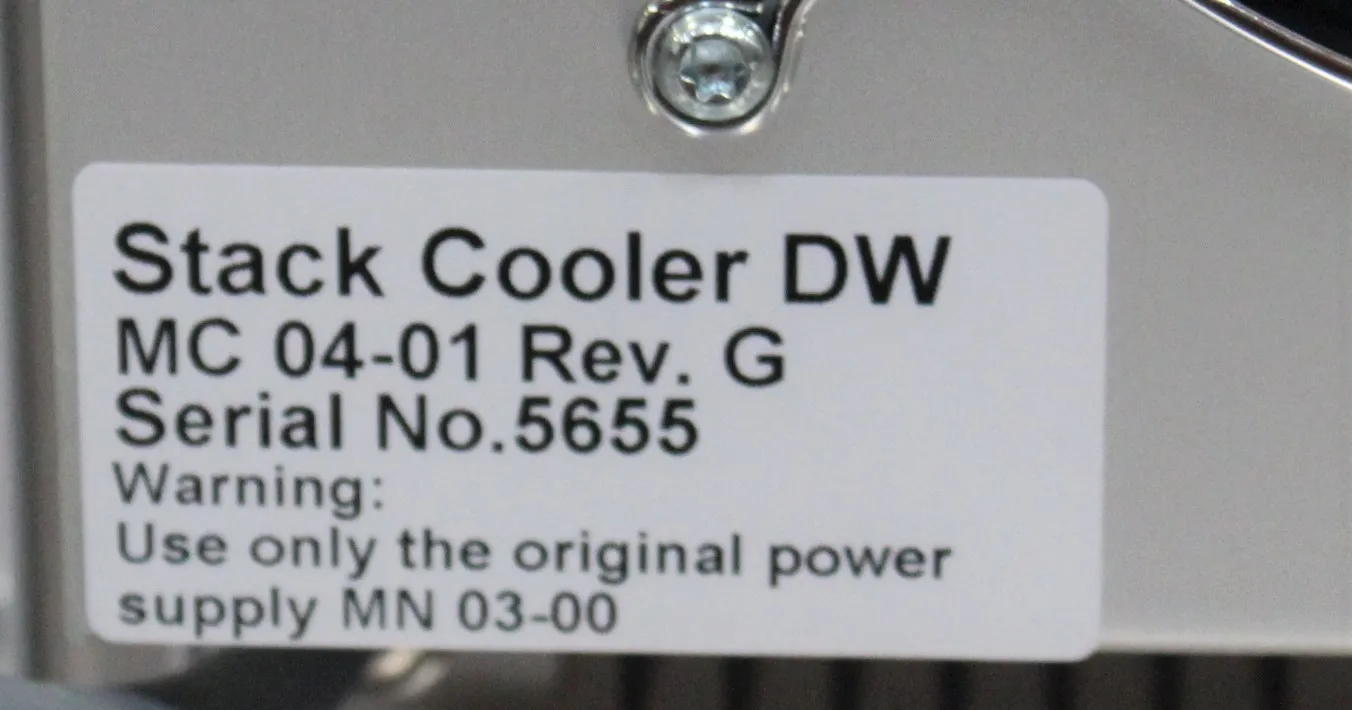 Stack Cooler DW
MC 04-01 Rev. G
Serial No.5655
Warning:
Use only the original power
supply MN 03-00